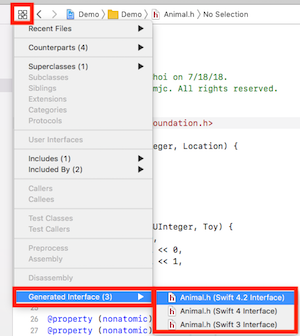 Demo Demo Animal.h No Selection
Recent Files
Counterparts (4)
Superclasses (1)
hoi on 7/18/18.
Subclasses
mjc. All rights reserved.
Siblings
Extensions
Categories
Protocols
oundation.h>
User Interfaces
eger, Location) {
Includes (1)
Included By (2)
Callers
Callees
Test Classes
Test Callers
UInteger, Toy) {
Preprocess
<< 0,
Assembly
<< 1,
Disassembly
Generated Interface (3)
Animal.h (Swift 4.2 Interface)
Animal.h (Swift 4 Interface)
Animal.h (Swift 3 Interface)
25
26 @property (nonatomic)
27 @property (nonatomic)